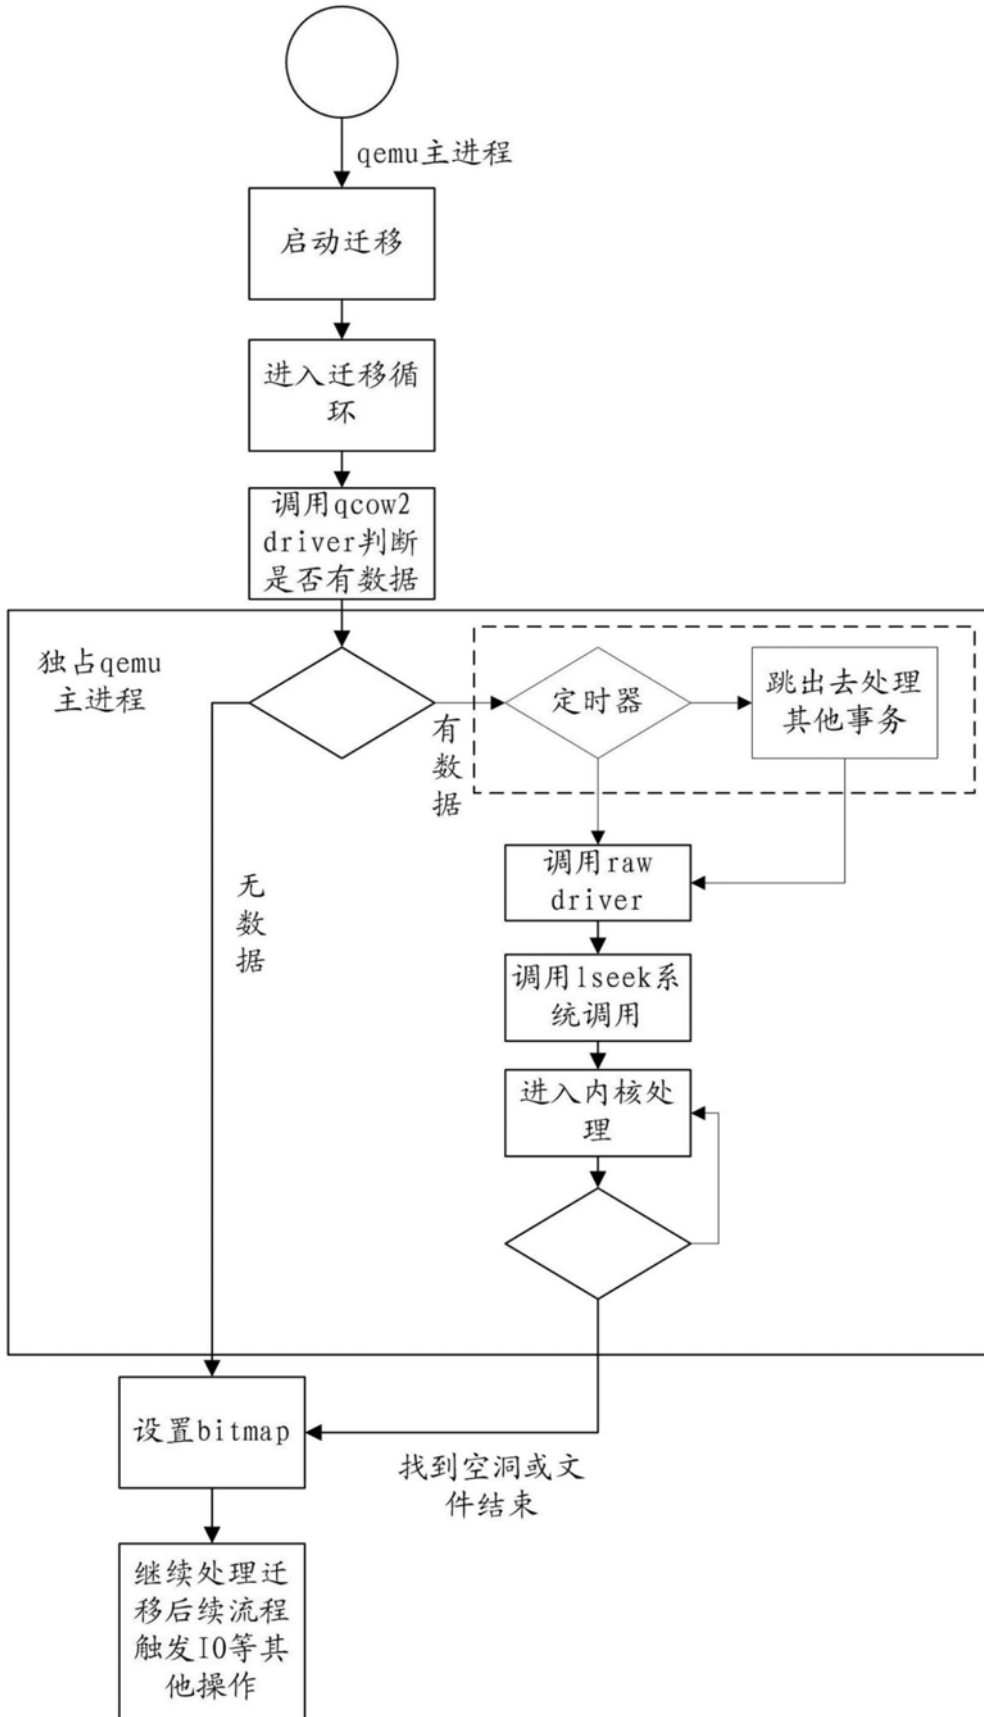 qemu主进程
启动迁移
进入迁移循
环
调用qcow2
driver判断
是否有数据
独占qemu
主进程
定时器
跳出去处理
其他事务
有
数
据
无
数
据
调用raw
driver
调用lseek系
统调用
进入内核处
理
设置bitmap
找到空洞或文
件结束
继续处理迁
移后续流程
触发IO等其
他操作